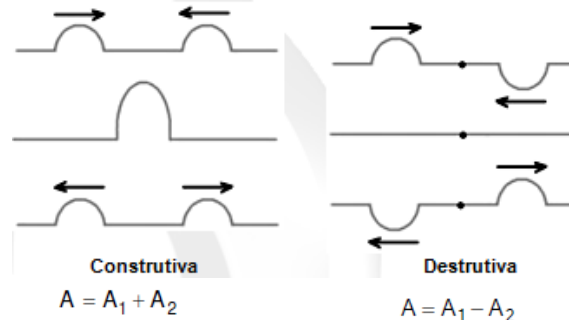 Construtiva
A = A₁ + A₂
Destrutiva
A = A₁ – A₂